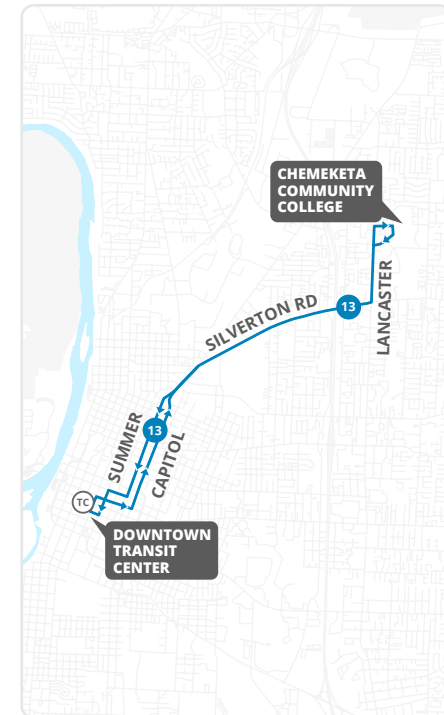 CHEMEKETA
COMMUNITY
COLLEGE
SILVERTON RD
13
LANCASTER
SUMMER
13
CAPITOL
TC
DOWNTOWN
TRANSIT
CENTER